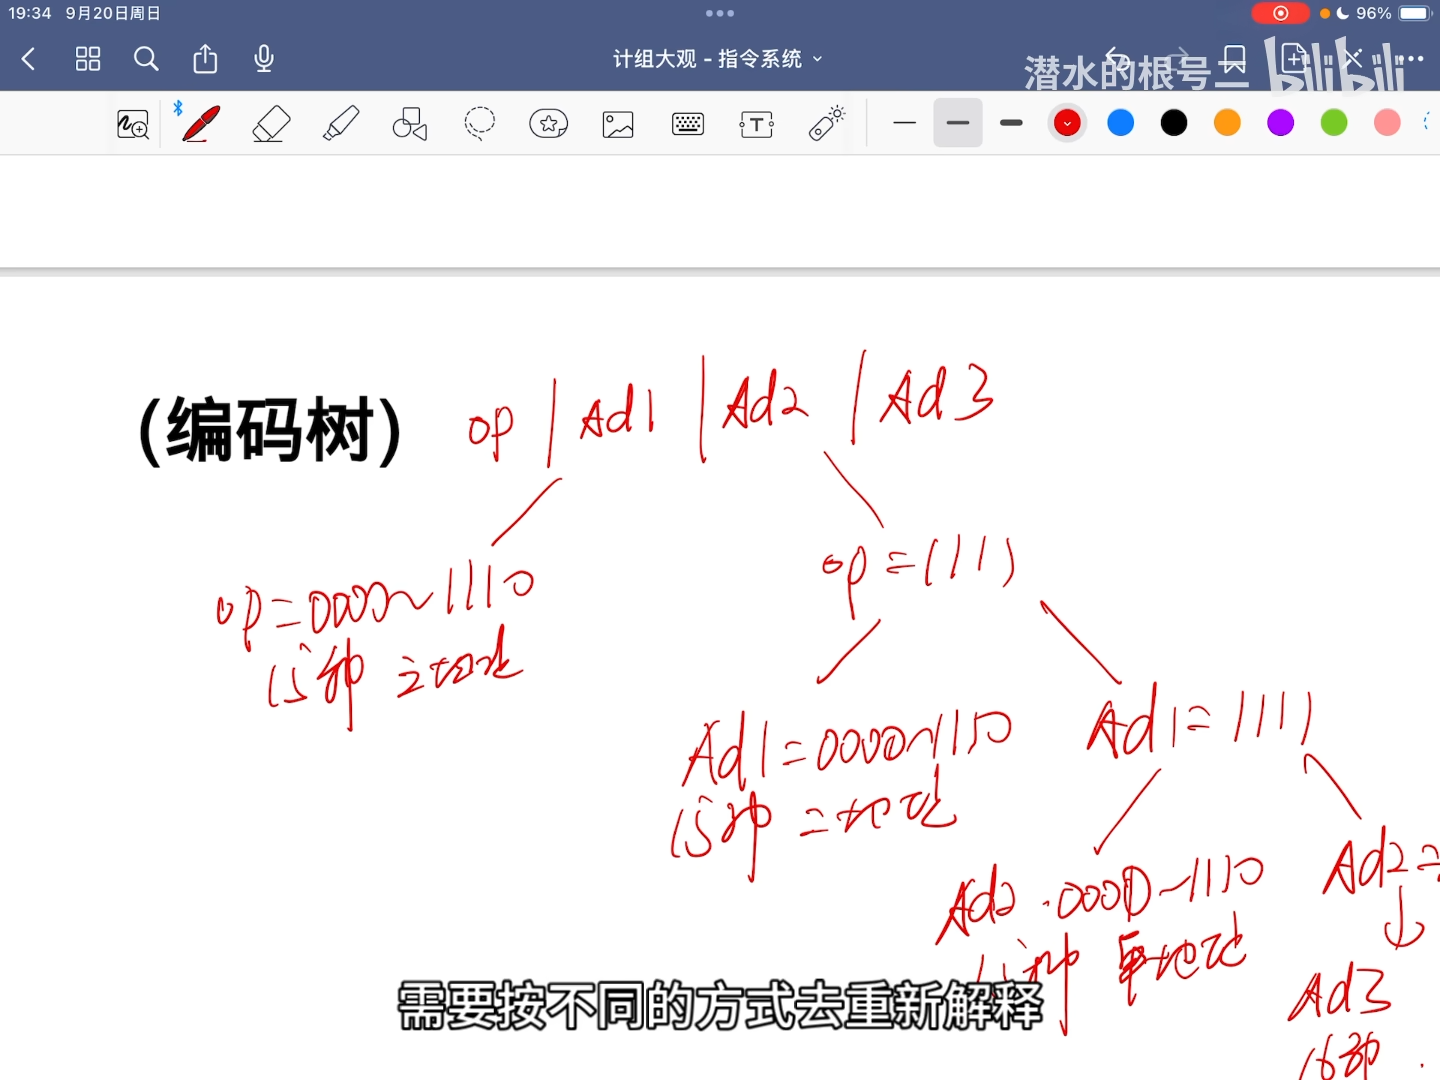 19:34 9月20日周日
96%
计组大观 - 指令系统
潜水的根号二 bilibili
T
(编码树) op | Ad1 | Ad2 | Ad3
op=1111
op=0000~1110
15种 三地址
Ad1=0000~1110
15种 二地址
Ad1=1111
Ad2 0000~1110
15种 单地址
Ad2=
Ad3
16种
需要按不同的方式去重新解释